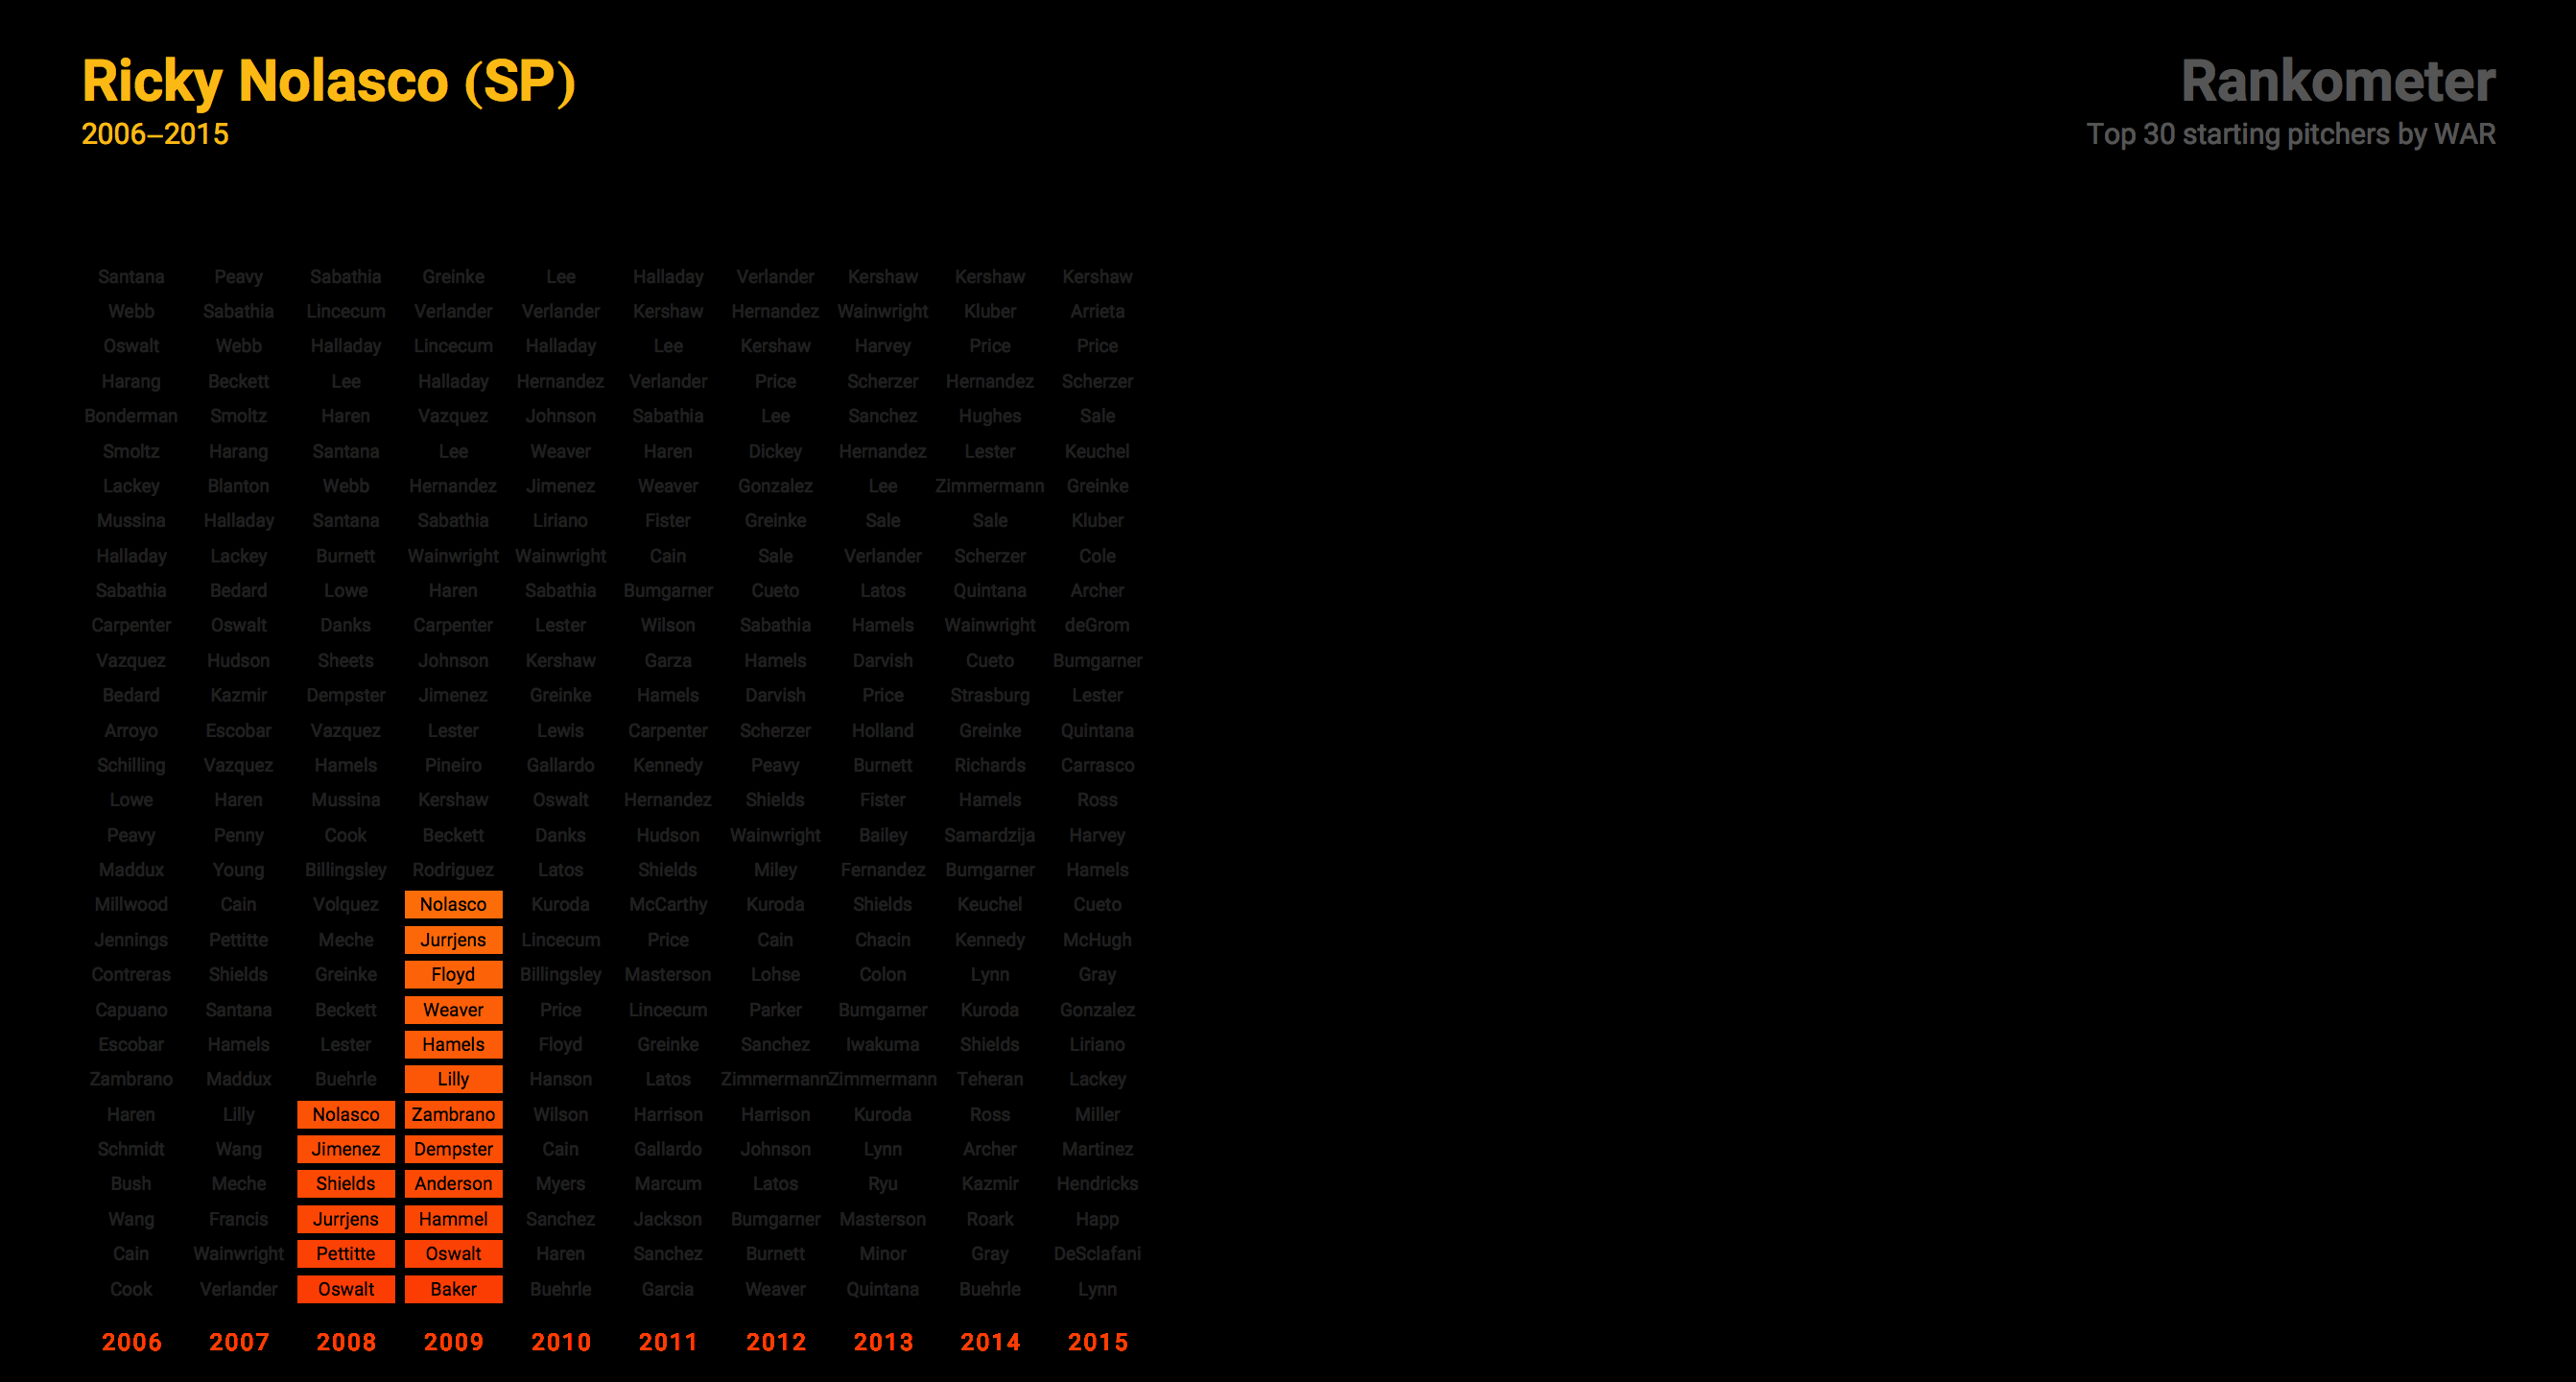 Ricky Nolasco (SP)
2006–2015
Rankometer
Top 30 starting pitchers by WAR
Santana Peavy Sabathia Greinke Lee Halladay Verlander Kershaw Kershaw Kershaw
Webb Sabathia Lincecum Verlander Verlander Kershaw Hernandez Wainwright Kluber Arrieta
Oswalt Webb Halladay Lincecum Halladay Lee Kershaw Harvey Price Price
Harang Beckett Lee Halladay Hernandez Verlander Price Scherzer Hernandez Scherzer
Bonderman Smoltz Haren Vazquez Johnson Sabathia Lee Sanchez Hughes Sale
Smoltz Harang Santana Lee Weaver Haren Dickey Hernandez Lester Keuchel
Lackey Blanton Webb Hernandez Jimenez Weaver Gonzalez Lee Zimmermann Greinke
Mussina Halladay Santana Sabathia Liriano Fister Greinke Sale Sale Kluber
Halladay Lackey Burnett Wainwright Wainwright Cain Sale Verlander Scherzer Cole
Sabathia Bedard Lowe Haren Sabathia Bumgarner Cueto Latos Quintana Archer
Carpenter Oswalt Danks Carpenter Lester Wilson Sabathia Hamels Wainwright deGrom
Vazquez Hudson Sheets Johnson Kershaw Garza Hamels Darvish Cueto Bumgarner
Bedard Kazmir Dempster Jimenez Greinke Hamels Darvish Price Strasburg Lester
Arroyo Escobar Vazquez Lester Lewis Carpenter Scherzer Holland Greinke Quintana
Schilling Vazquez Hamels Pineiro Gallardo Kennedy Peavy Burnett Richards Carrasco
Lowe Haren Mussina Kershaw Oswalt Hernandez Shields Fister Hamels Ross
Peavy Penny Cook Beckett Danks Hudson Wainwright Bailey Samardzija Harvey
Maddux Young Billingsley Rodriguez Latos Shields Miley Fernandez Bumgarner Hamels
Millwood Cain Volquez Nolasco Kuroda McCarthy Kuroda Shields Keuchel Cueto
Jennings Pettitte Meche Jurrjens Lincecum Price Cain Chacin Kennedy McHugh
Contreras Shields Greinke Floyd Billingsley Masterson Lohse Colon Lynn Gray
Capuano Santana Beckett Weaver Price Lincecum Parker Bumgarner Kuroda Gonzalez
Escobar Hamels Lester Hamels Floyd Greinke Sanchez Iwakuma Shields Liriano
Zambrano Maddux Buehrle Lilly Hanson Latos Zimmermann Zimmermann Teheran Lackey
Haren Lilly Nolasco Zambrano Wilson Harrison Harrison Kuroda Ross Miller
Schmidt Wang Jimenez Dempster Cain Gallardo Johnson Lynn Archer Martinez
Bush Meche Shields Anderson Myers Marcum Latos Ryu Kazmir Hendricks
Wang Francis Jurrjens Hammel Sanchez Jackson Bumgarner Masterson Roark Happ
Cain Wainwright Pettitte Oswalt Haren Sanchez Burnett Minor Gray DeSclafani
Cook Verlander Oswalt Baker Buehrle Garcia Weaver Quintana Buehrle Lynn
2006 2007 2008 2009 2010 2011 2012 2013 2014 2015